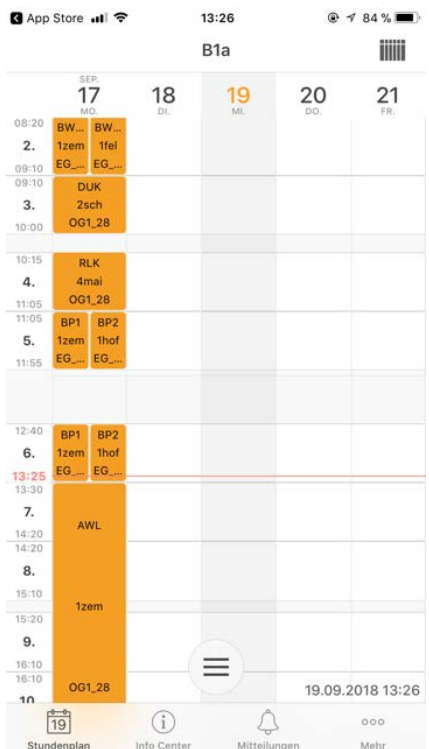 App Store 13:26 84 %
B1a
SEP.
17 18 19 20 21
MO. DI. MI. DO. FR.
08:20
2.
09:10
BW... BW...
1zem 1fel
EG_... EG_...
09:10
3.
10:00
DUK
2sch
OG1_28
10:15
4.
11:05
RLK
4mai
OG1_28
11:05
5.
11:55
BP1 BP2
1zem 1hof
EG_... EG_...
12:40
6.
13:25
BP1 BP2
1zem 1hof
EG_... EG_...
13:30
7.
14:20
AWL
14:20
8.
15:10
1zem
15:20
9.
16:10
16:10
10.
OG1_28
19.09.2018 13:26
19
Stundenplan Info Center Mitteilungen Mehr